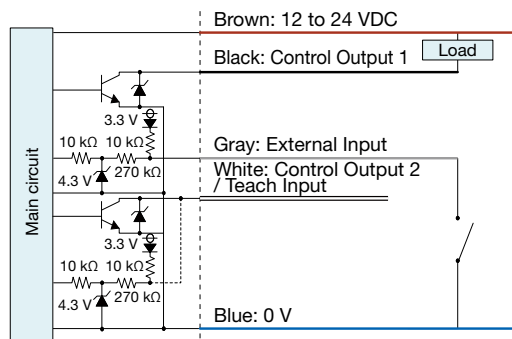 Brown: 12 to 24 VDC
Load
Black: Control Output 1
3.3 V
10 kΩ 10 kΩ
Gray: External Input
270 kΩ
4.3 V
White: Control Output 2
/ Teach Input
Main circuit
3.3 V
10 kΩ 10 kΩ
270 kΩ
4.3 V
Blue: 0 V